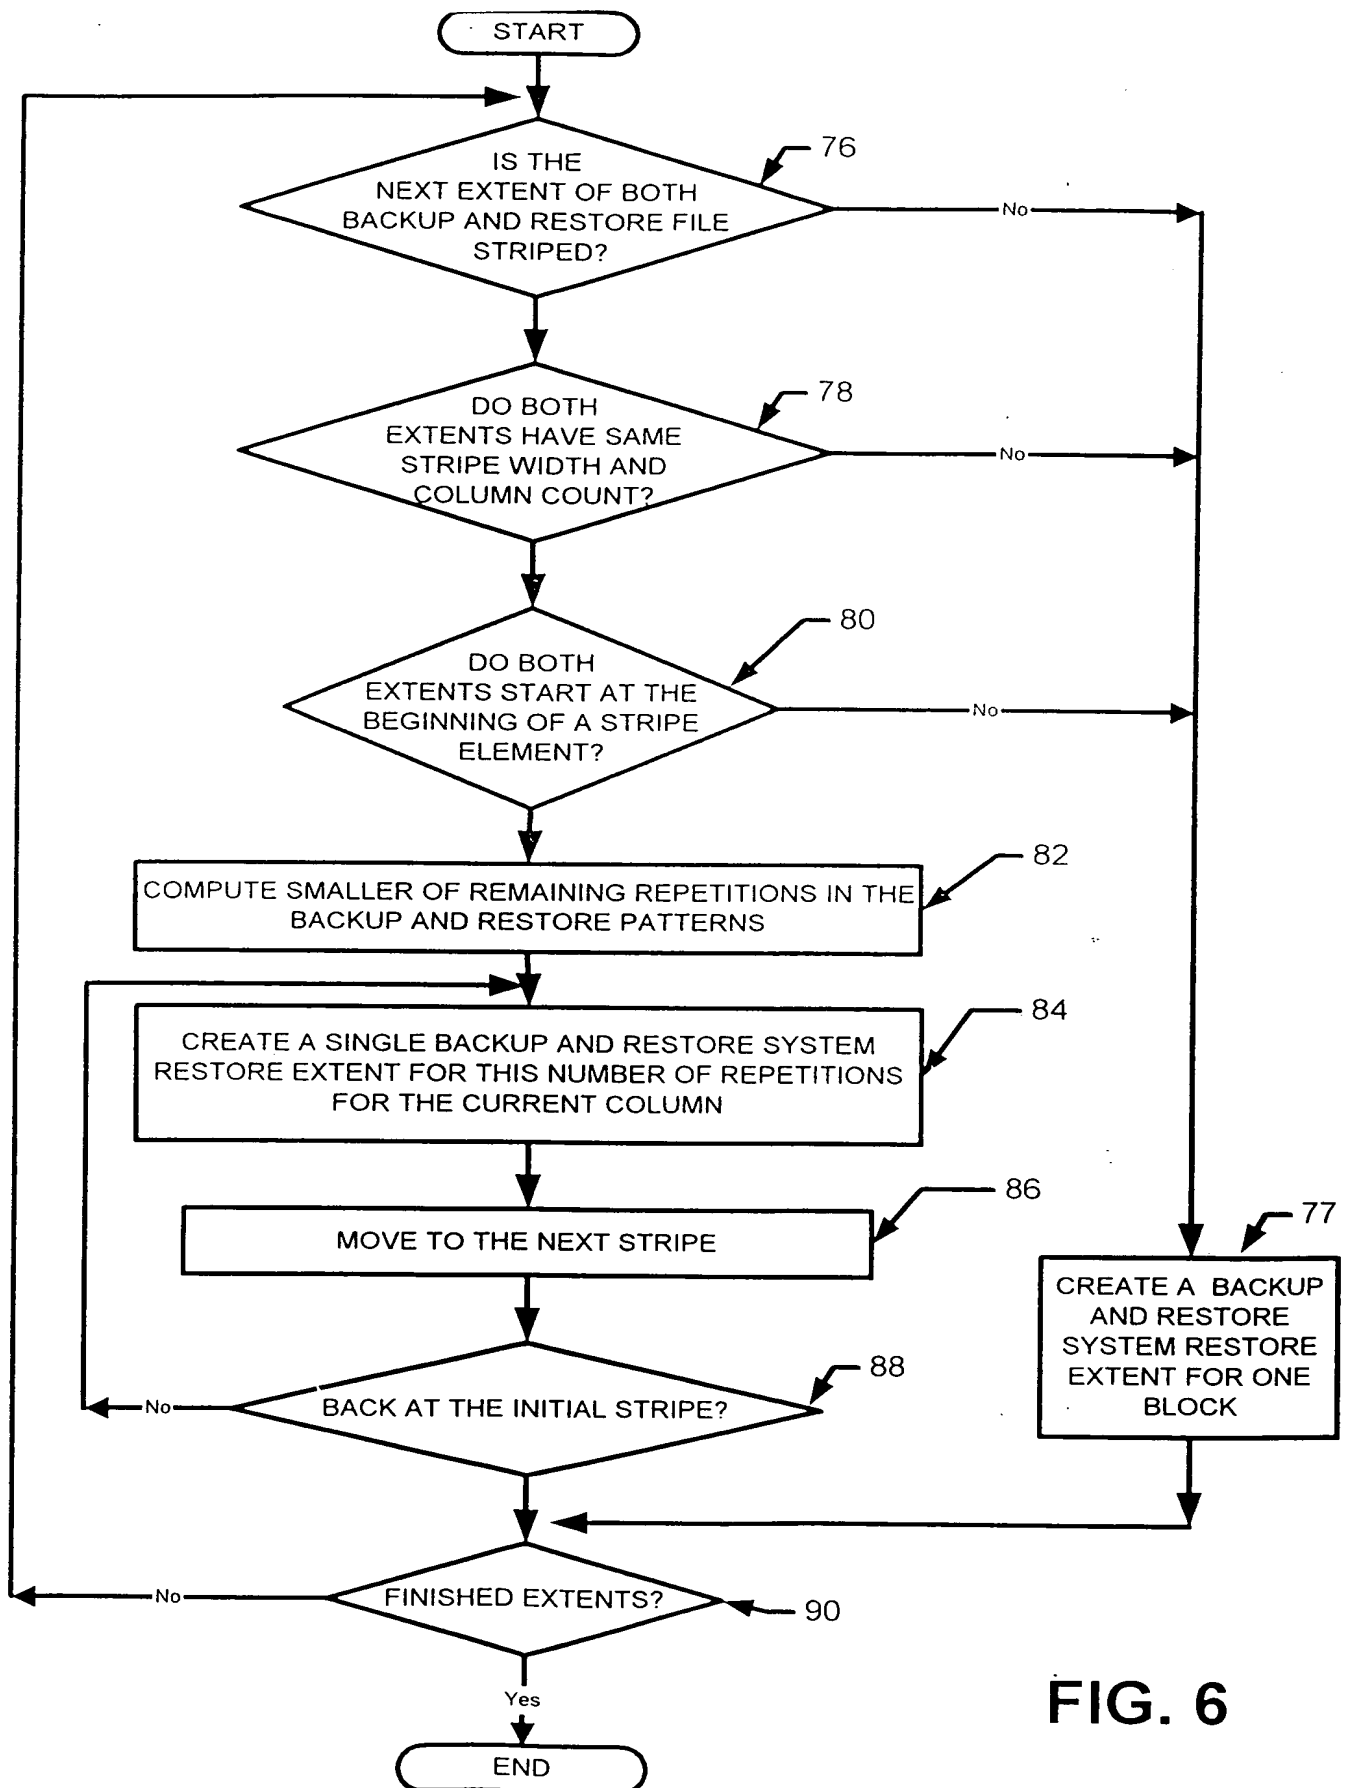 START
IS THE
NEXT EXTENT OF BOTH
BACKUP AND RESTORE FILE
STRIPED?
76
No
DO BOTH
EXTENTS HAVE SAME
STRIPE WIDTH AND
COLUMN COUNT?
78
No
DO BOTH
EXTENTS START AT THE
BEGINNING OF A STRIPE
ELEMENT?
80
No
COMPUTE SMALLER OF REMAINING REPETITIONS IN THE
BACKUP AND RESTORE PATTERNS
82
CREATE A SINGLE BACKUP AND RESTORE SYSTEM
RESTORE EXTENT FOR THIS NUMBER OF REPETITIONS
FOR THE CURRENT COLUMN
84
MOVE TO THE NEXT STRIPE
86
77
CREATE A BACKUP
AND RESTORE
SYSTEM RESTORE
EXTENT FOR ONE
BLOCK
BACK AT THE INITIAL STRIPE?
88
No
FINISHED EXTENTS?
90
No
Yes
END
FIG. 6